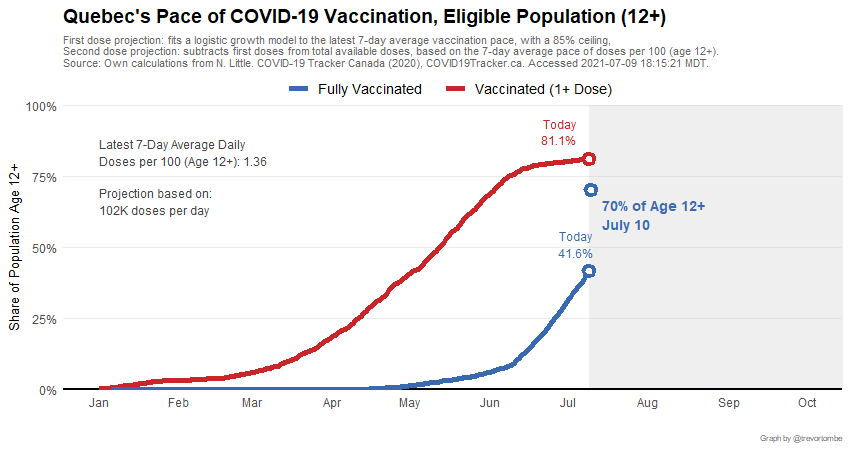 Quebec's Pace of COVID-19 Vaccination, Eligible Population (12+)
First dose projection: fits a logistic growth model to the latest 7-day average vaccination pace, with a 85% ceiling,
Second dose projection: subtracts first doses from total available doses, based on the 7-day average pace of doses per 100 (age 12+).
Source: Own calculations from N. Little. COVID-19 Tracker Canada (2020), COVID19Tracker.ca. Accessed 2021-07-09 18:15:21 MDT.
Fully Vaccinated
Vaccinated (1+ Dose)
Share of Population Age 12+
100%
75%
50%
25%
0%
Latest 7-Day Average Daily
Doses per 100 (Age 12+): 1.36
Projection based on:
102K doses per day
Today
81.1%
70% of Age 12+
July 10
Today
41.6%
Jan
Feb
Mar
Apr
May
Jun
Jul
Aug
Sep
Oct
Graph by @trevortombe